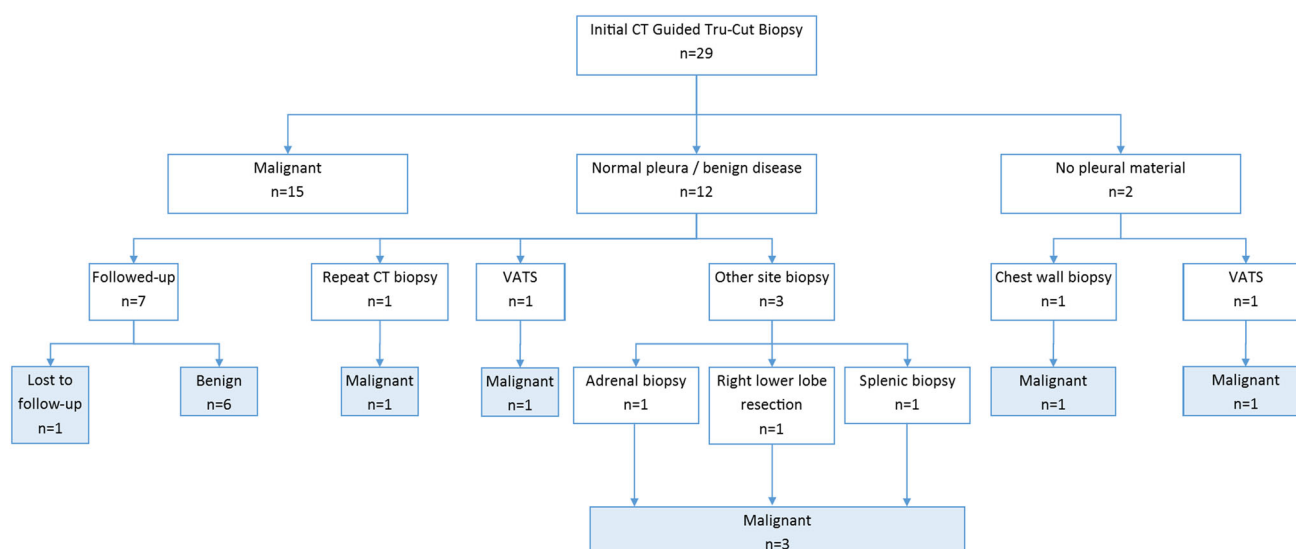 Initial CT Guided Tru-Cut Biopsy
n=29
Malignant
n=15
Normal pleura / benign disease
n=12
No pleural material
n=2
Followed-up
n=7
Repeat CT biopsy
n=1
VATS
n=1
Other site biopsy
n=3
Chest wall biopsy
n=1
VATS
n=1
Lost to
follow-up
n=1
Benign
n=6
Malignant
n=1
Malignant
n=1
Adrenal biopsy
n=1
Right lower lobe
resection
n=1
Splenic biopsy
n=1
Malignant
n=1
Malignant
n=1
Malignant
n=3